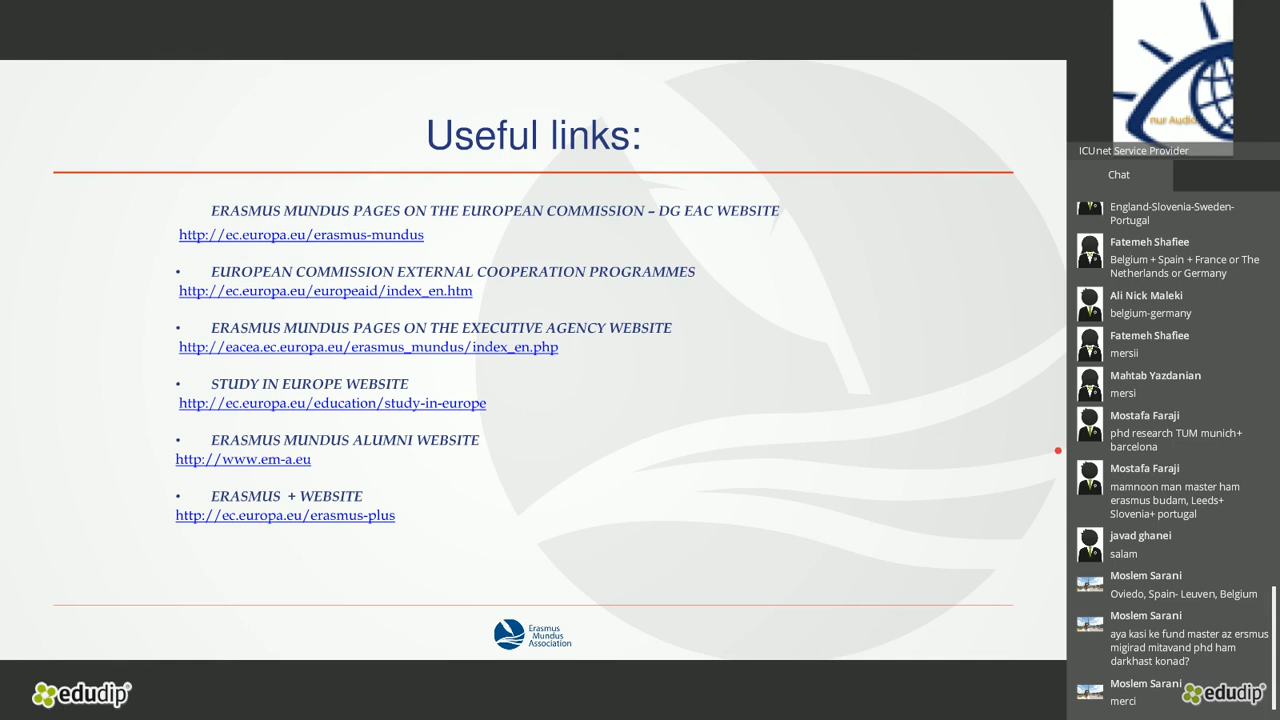 Useful links:
ERASMUS MUNDUS PAGES ON THE EUROPEAN COMMISSION – DG EAC WEBSITE
http://ec.europa.eu/erasmus-mundus
• EUROPEAN COMMISSION EXTERNAL COOPERATION PROGRAMMES
http://ec.europa.eu/europeaid/index_en.htm
• ERASMUS MUNDUS PAGES ON THE EXECUTIVE AGENCY WEBSITE
http://eacea.ec.europa.eu/erasmus_mundus/index_en.php
• STUDY IN EUROPE WEBSITE
http://ec.europa.eu/education/study-in-europe
• ERASMUS MUNDUS ALUMNI WEBSITE
http://www.em-a.eu
• ERASMUS + WEBSITE
http://ec.europa.eu/erasmus-plus
Erasmus
Mundus
Association
edudip
nur Audio
ICUnet Service Provider
Chat
England-Slovenia-Sweden-
Portugal
Fatemeh Shafiee
Belgium + Spain + France or The
Netherlands or Germany
Ali Nick Maleki
belgium-germany
Fatemeh Shafiee
mersii
Mahtab Yazdanian
mersi
Mostafa Faraji
phd research TUM munich+
barcelona
Mostafa Faraji
mamnoon man master ham
erasmus budam, Leeds+
Slovenia+ portugal
javad ghanei
salam
Moslem Sarani
Oviedo, Spain- Leuven, Belgium
Moslem Sarani
aya kasi ke fund master az ersmus
migirad mitavand phd ham
darkhast konad?
Moslem Sarani
merci
edudip